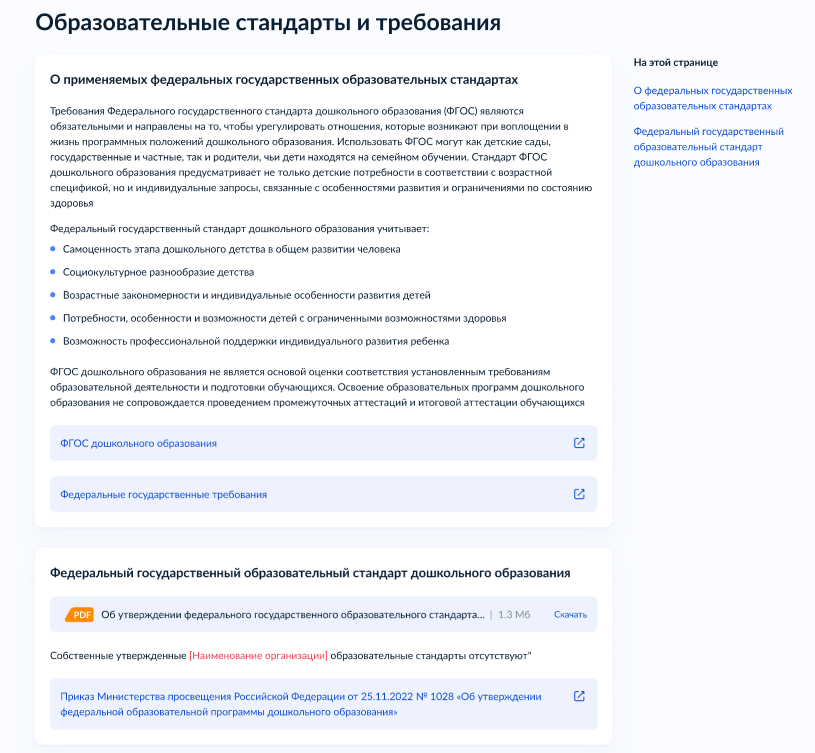 Образовательные стандарты и требования
О применяемых федеральных государственных образовательных стандартах
Требования Федерального государственного стандарта дошкольного образования (ФГОС) являются
обязательными и направлены на то, чтобы урегулировать отношения, которые возникают при воплощении в
жизнь программных положений дошкольного образования. Использовать ФГОС могут как детские сады,
государственные и частные, так и родители, чьи дети находятся на семейном обучении. Стандарт ФГОС
дошкольного образования предусматривает не только детские потребности в соответствии с возрастной
спецификой, но и индивидуальные запросы, связанные с особенностями развития и ограничениями по состоянию
здоровья
Федеральный государственный стандарт дошкольного образования учитывает:
Самоценность этапа дошкольного детства в общем развитии человека
Социокультурное разнообразие детства
Возрастные закономерности и индивидуальные особенности развития детей
Потребности, особенности и возможности детей с ограниченными возможностями здоровья
Возможность профессиональной поддержки индивидуального развития ребенка
ФГОС дошкольного образования не является основой оценки соответствия установленным требованиям
образовательной деятельности и подготовки обучающихся. Освоение образовательных программ дошкольного
образования не сопровождается проведением промежуточных аттестаций и итоговой аттестации обучающихся
ФГОС дошкольного образования
Федеральные государственные требования
Федеральный государственный образовательный стандарт дошкольного образования
PDF Об утверждении федерального государственного образовательного стандарта... | 1.3 Мб Скачать
Собственные утвержденные [Наименование организации] образовательные стандарты отсутствуют"
Приказ Министерства просвещения Российской Федерации от 25.11.2022 № 1028 «Об утверждении
федеральной образовательной программы дошкольного образования»
На этой странице
О федеральных государственных
образовательных стандартах
Федеральный государственный
образовательный стандарт
дошкольного образования